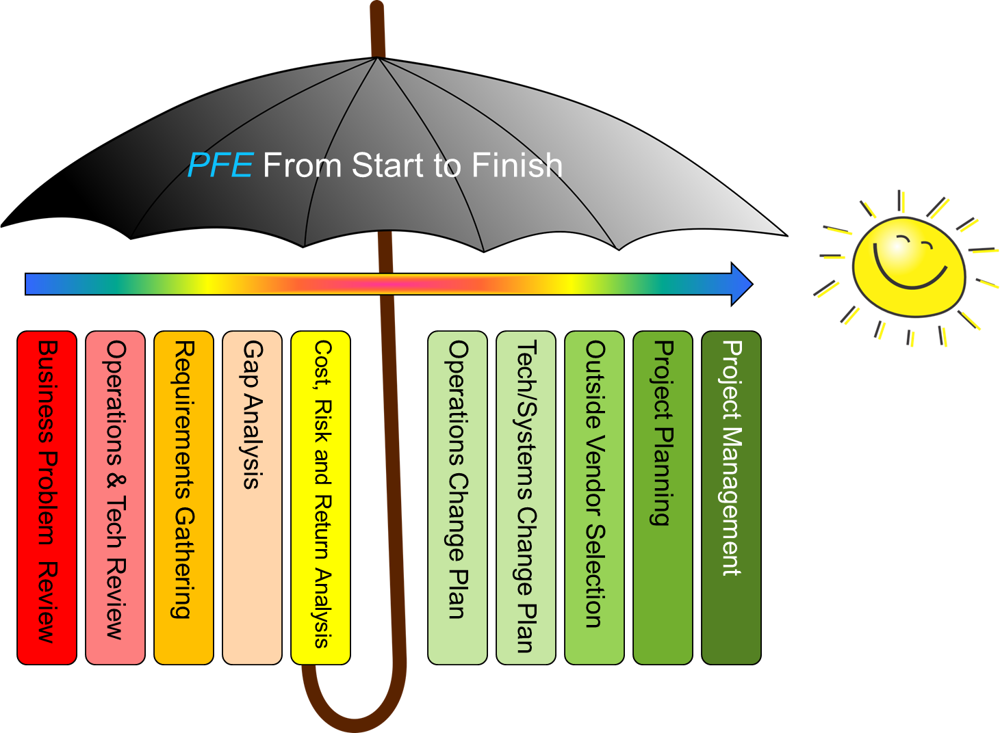 PFE From Start to Finish
Business Problem  Review
Operations & Tech Review
Requirements Gathering
Gap Analysis
Cost, Risk and Return Analysis
Operations Change Plan
Tech/Systems Change Plan
Outside Vendor Selection
Project Planning
Project Management